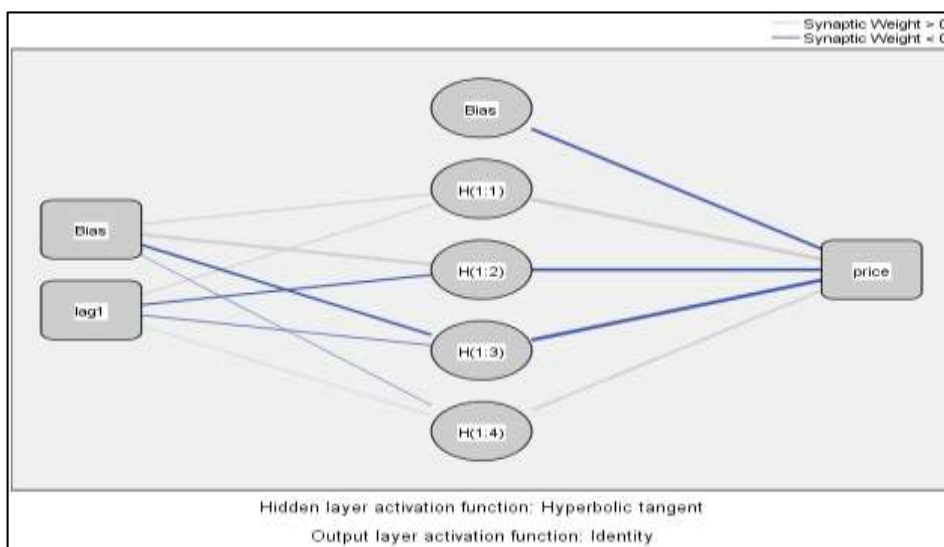 Synaptic Weight > 0
Synaptic Weight < 0
Bias
H(1:1)
Bias
H(1:2)
price
lag1
H(1:3)
H(1:4)
Hidden layer activation function: Hyperbolic tangent
Output layer activation function: Identity